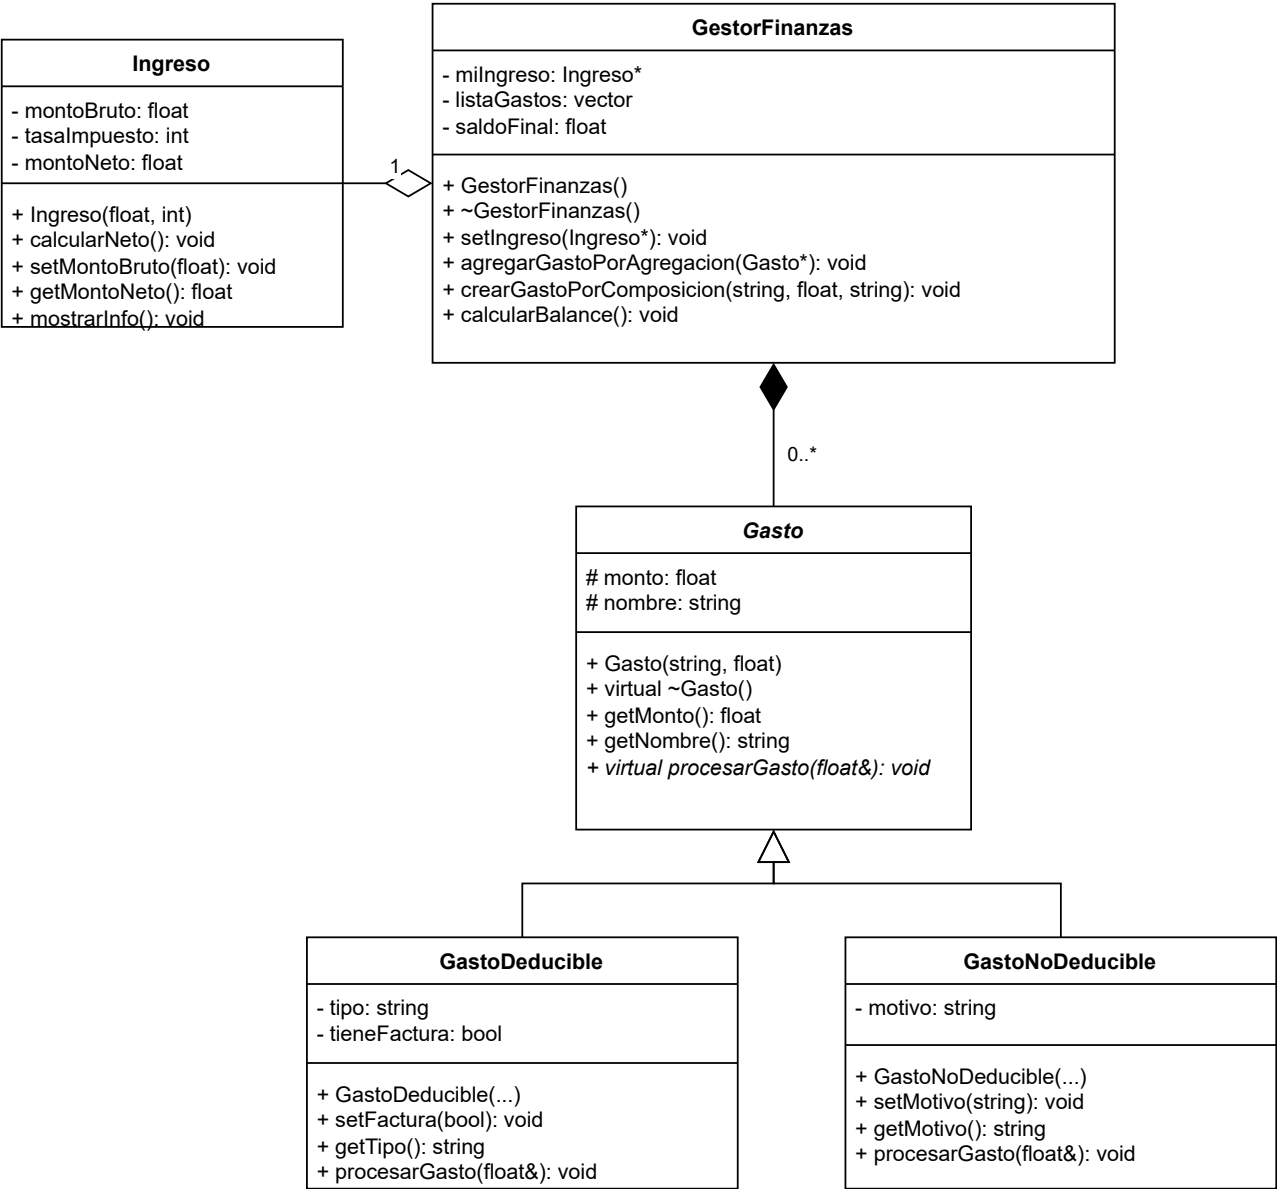 Ingreso
- montoBruto: float
- tasaImpuesto: int
- montoNeto: float
+ Ingreso(float, int)
+ calcularNeto(): void
+ setMontoBruto(float): void
+ getMontoNeto(): float
+ mostrarInfo(): void
1
GestorFinanzas
- miIngreso: Ingreso*
- listaGastos: vector
- saldoFinal: float
+ GestorFinanzas()
+ ~GestorFinanzas()
+ setIngreso(Ingreso*): void
+ agregarGastoPorAgregacion(Gasto*): void
+ crearGastoPorComposicion(string, float, string): void
+ calcularBalance(): void
0..*
Gasto
# monto: float
# nombre: string
+ Gasto(string, float)
+ virtual ~Gasto()
+ getMonto(): float
+ getNombre(): string
+ virtual procesarGasto(float&): void
GastoDeducible
- tipo: string
- tieneFactura: bool
+ GastoDeducible(...)
+ setFactura(bool): void
+ getTipo(): string
+ procesarGasto(float&): void
GastoNoDeducible
- motivo: string
+ GastoNoDeducible(...)
+ setMotivo(string): void
+ getMotivo(): string
+ procesarGasto(float&): void